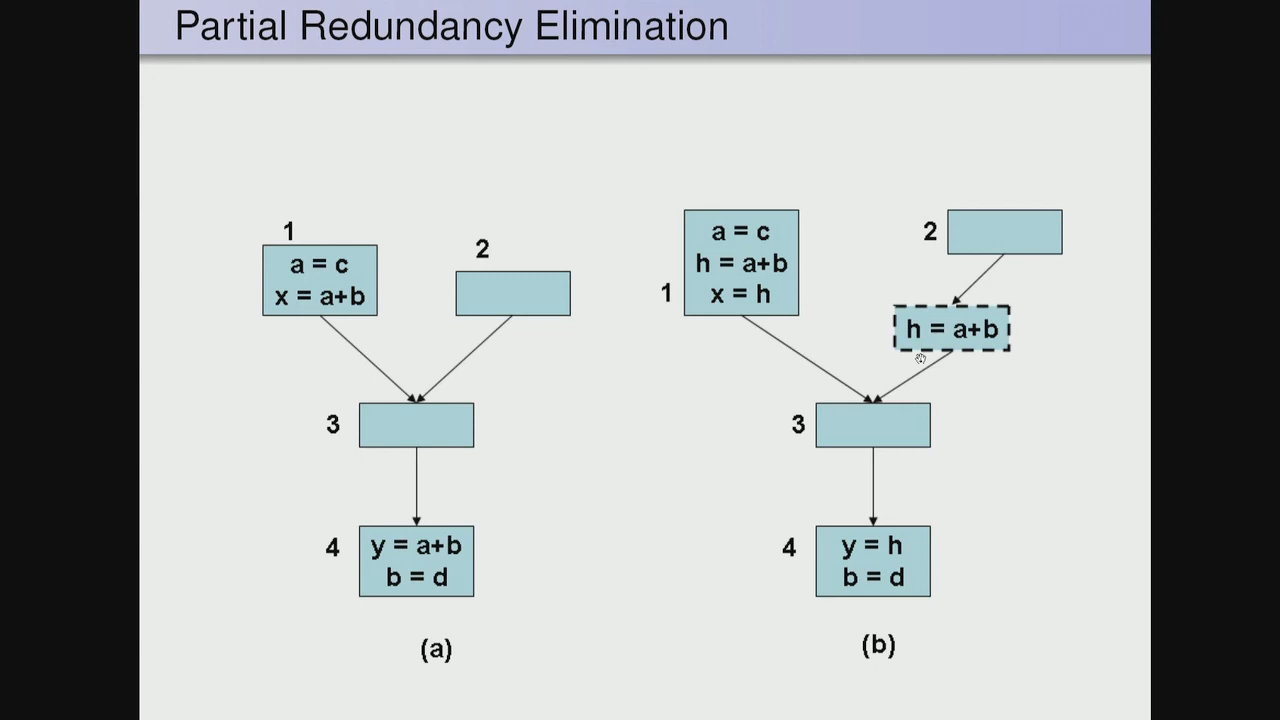 Partial Redundancy Elimination
1
a = c
x = a+b
2
3
4
y = a+b
b = d
(a)
1
a = c
h = a+b
x = h
2
h = a+b
3
4
y = h
b = d
(b)